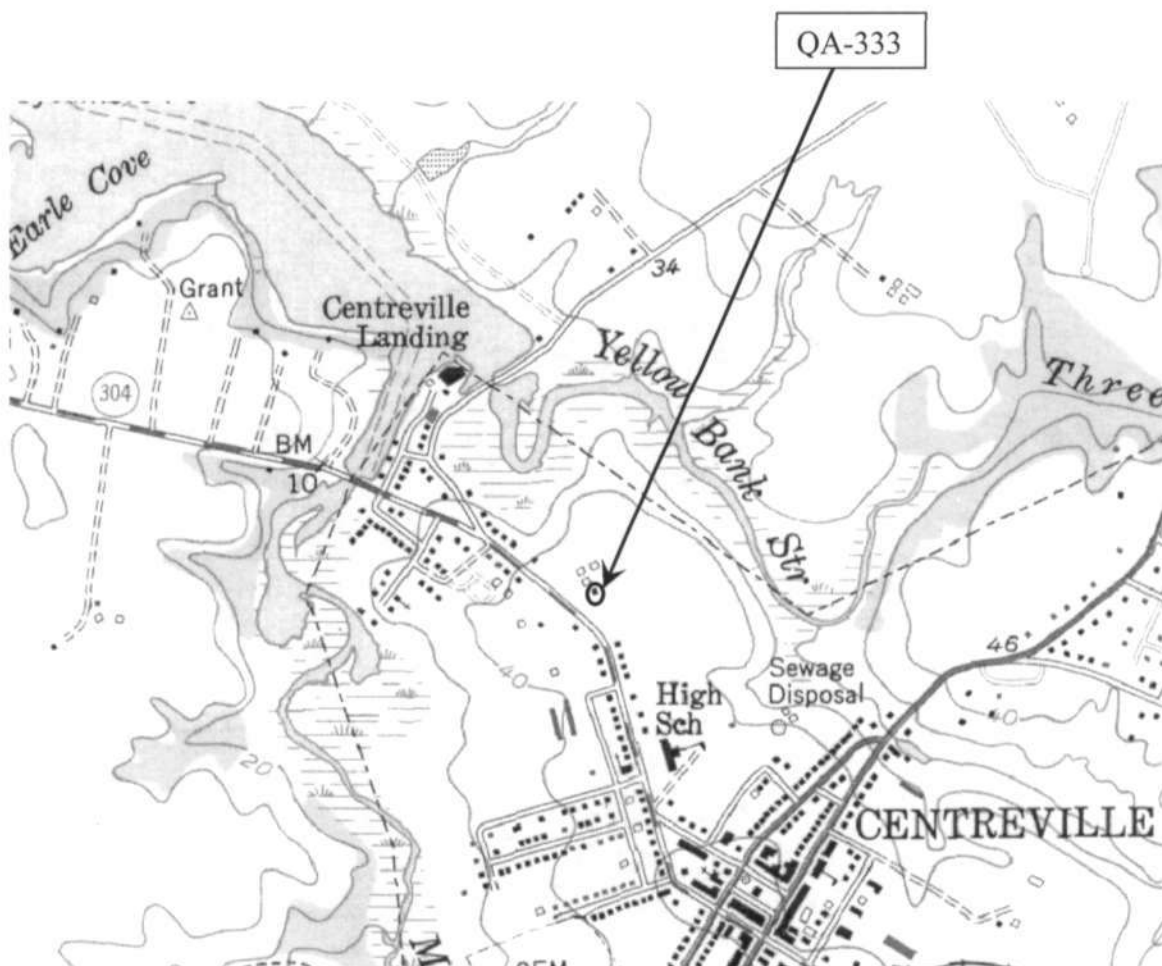 QA-333
Earle Cove
Grant
Centreville
Landing
34
Yellow Bank Str
Three
304
BM
10
46
Sewage
Disposal
High
Sch
40
40
20
CENTREVILLE
M